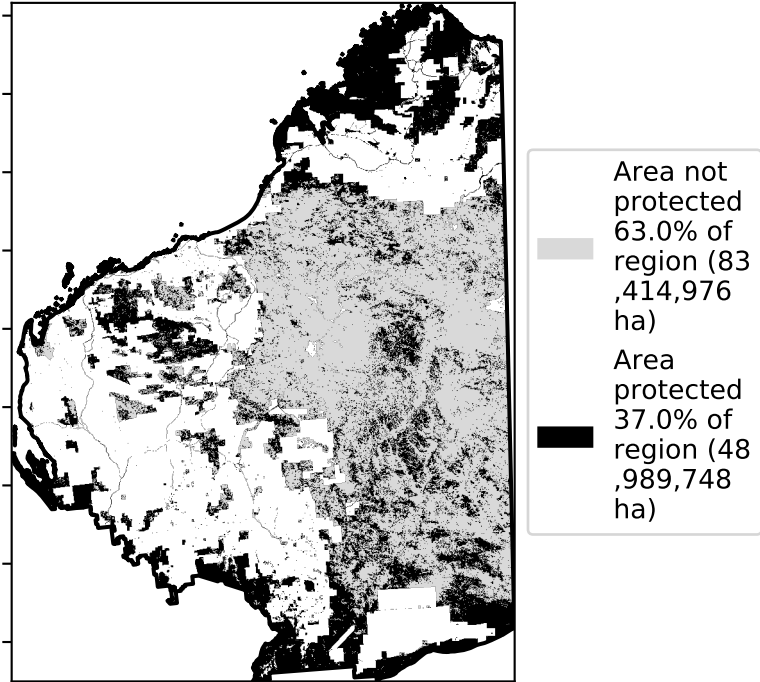 Area not
protected
63.0% of
region (83
,414,976
ha)
Area
protected
37.0% of
region (48
,989,748
ha)